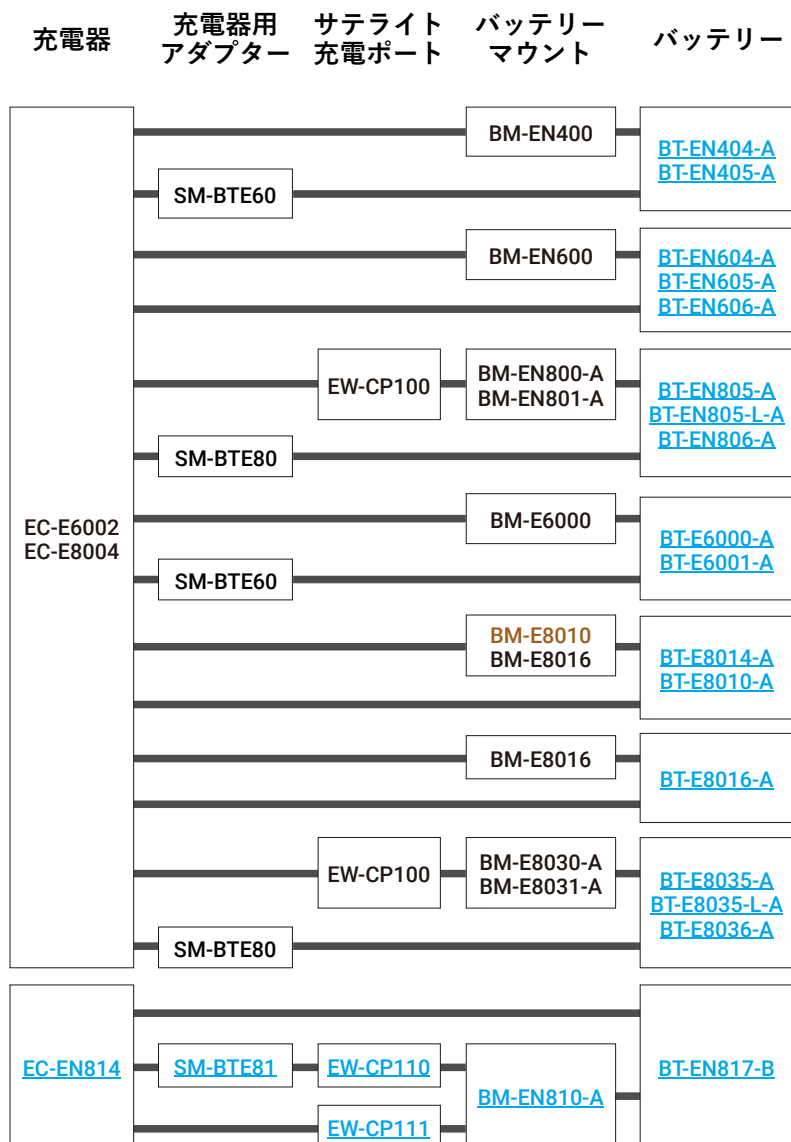 充電器
充電器用
アダプター
サテライト
充電ポート
バッテリー
マウント
バッテリー
EC-E6002
EC-E8004
BM-EN400
BT-EN404-A
BT-EN405-A
SM-BTE60
BM-EN600
BT-EN604-A
BT-EN605-A
BT-EN606-A
EW-CP100
BM-EN800-A
BM-EN801-A
BT-EN805-A
BT-EN805-L-A
BT-EN806-A
SM-BTE80
BM-E6000
BT-E6000-A
BT-E6001-A
SM-BTE60
BM-E8010
BM-E8016
BT-E8014-A
BT-E8010-A
BM-E8016
BT-E8016-A
EW-CP100
BM-E8030-A
BM-E8031-A
BT-E8035-A
BT-E8035-L-A
BT-E8036-A
SM-BTE80
EC-EN814
SM-BTE81
EW-CP110
EW-CP111
BM-EN810-A
BT-EN817-B